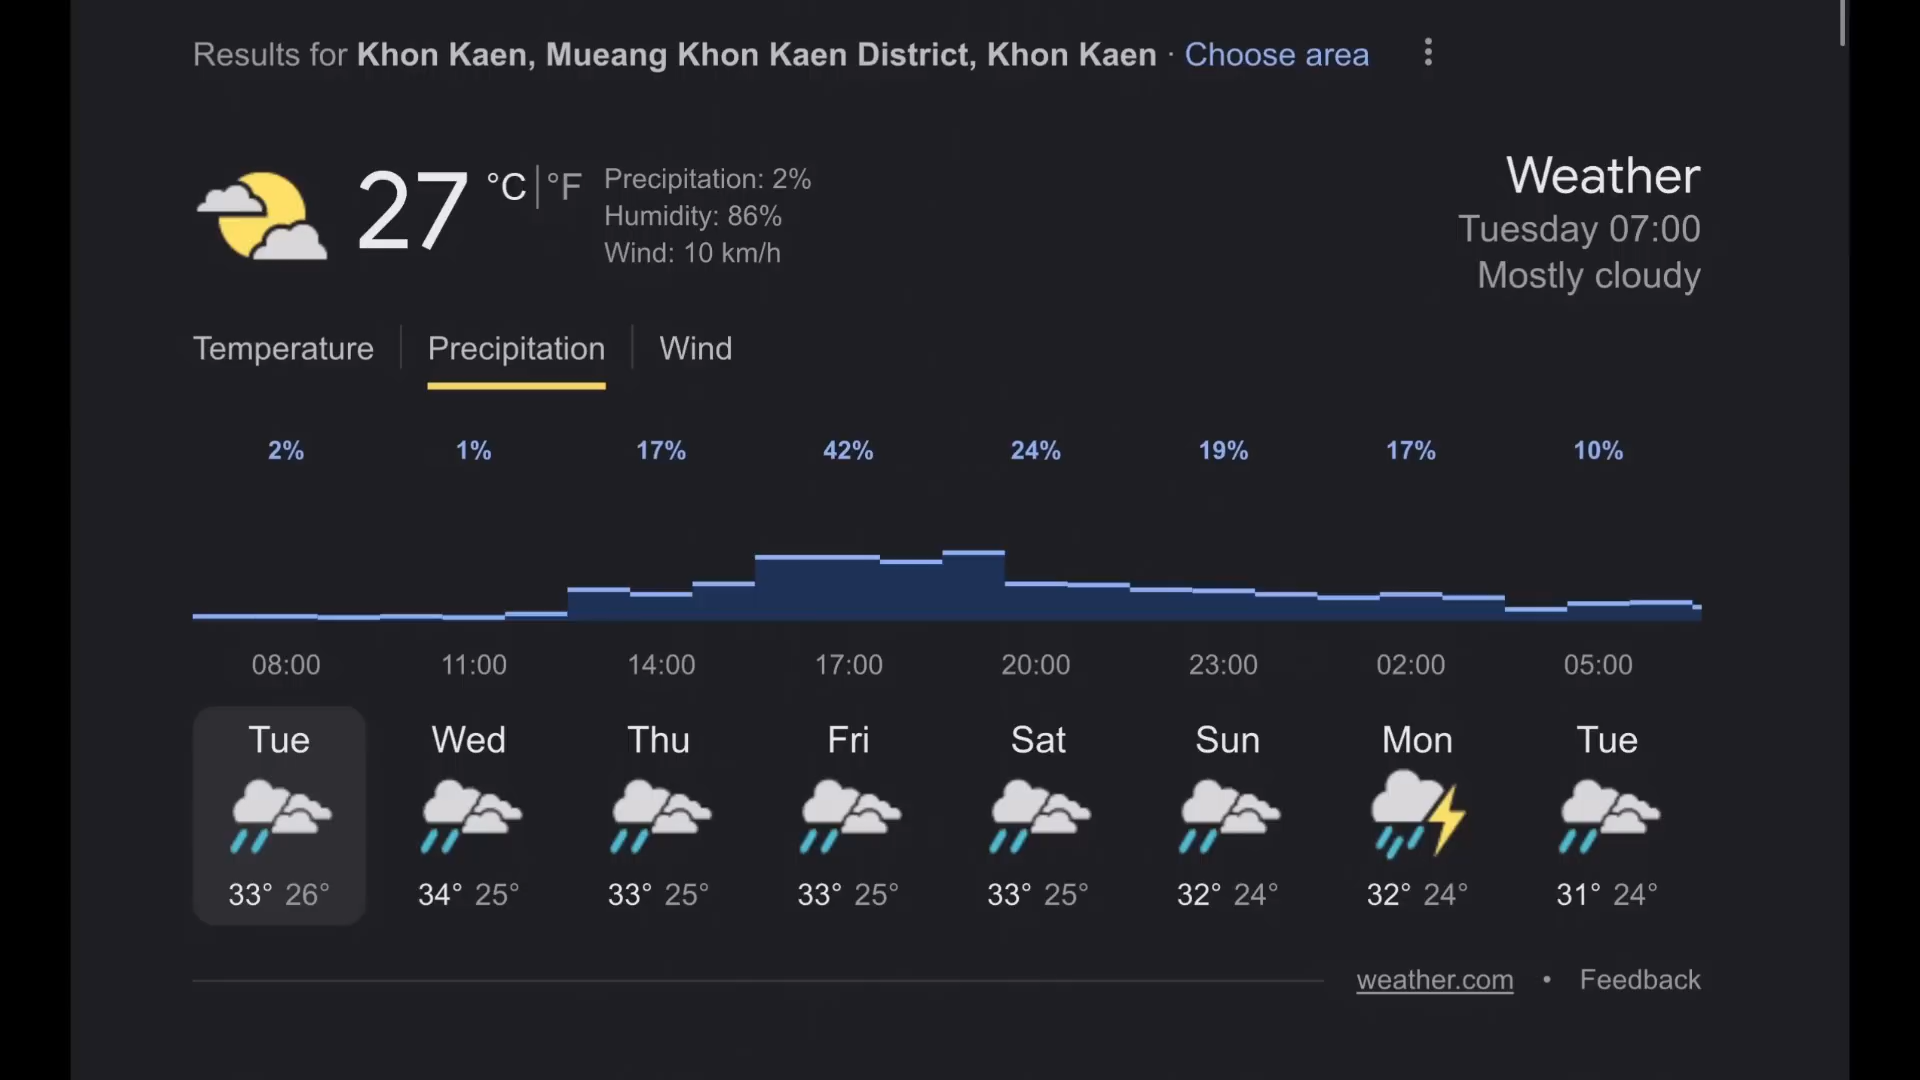 Results for Khon Kaen, Mueang Khon Kaen District, Khon Kaen · Choose area
27 °C | °F
Precipitation: 2%
Humidity: 86%
Wind: 10 km/h
Weather
Tuesday 07:00
Mostly cloudy
Temperature Precipitation Wind
2% 1% 17% 42% 24% 19% 17% 10%
08:00 11:00 14:00 17:00 20:00 23:00 02:00 05:00
Tue Wed Thu Fri Sat Sun Mon Tue
33° 26° 34° 25° 33° 25° 33° 25° 33° 25° 32° 24° 32° 24° 31° 24°
weather.com • Feedback